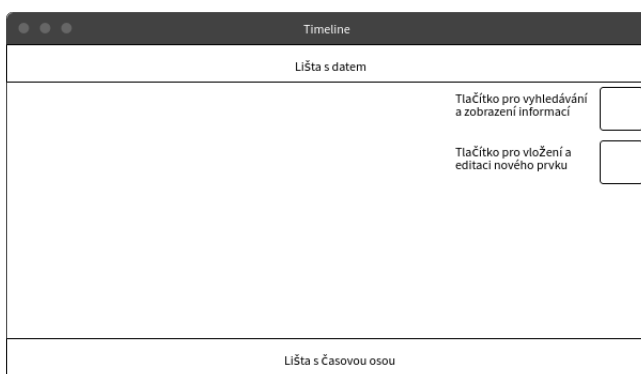 Timeline
Lišta s datem
Tlačítko pro vyhledávání
a zobrazení informací
Tlačítko pro vložení a
editaci nového prvku
Lišta s časovou osou